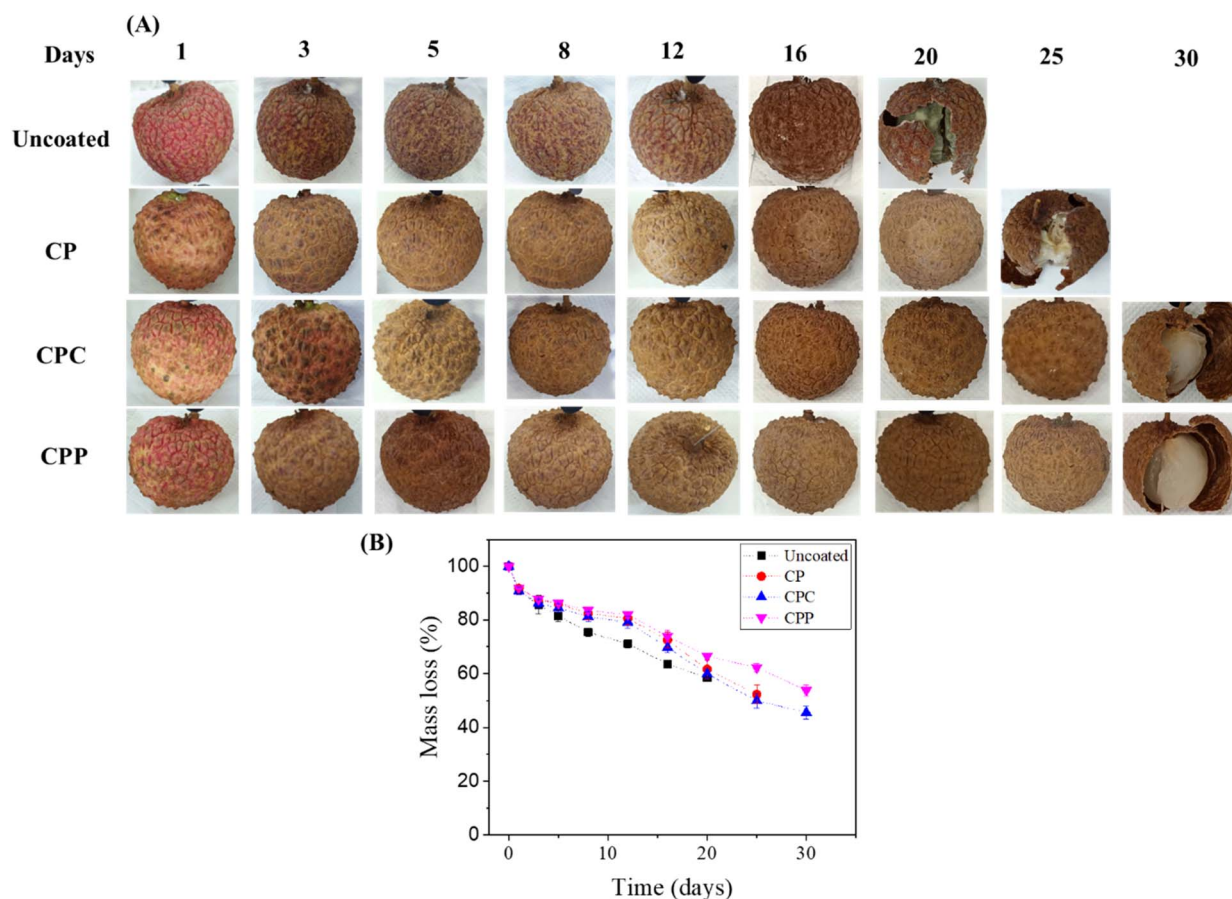 (A)
Days 1 3 5 8 12 16 20 25 30
Uncoated
CP
CPC
CPP
(B)
Uncoated
CP
CPC
CPP
100
80
60
40
20
0
Mass loss (%)
0 10 20 30
Time (days)